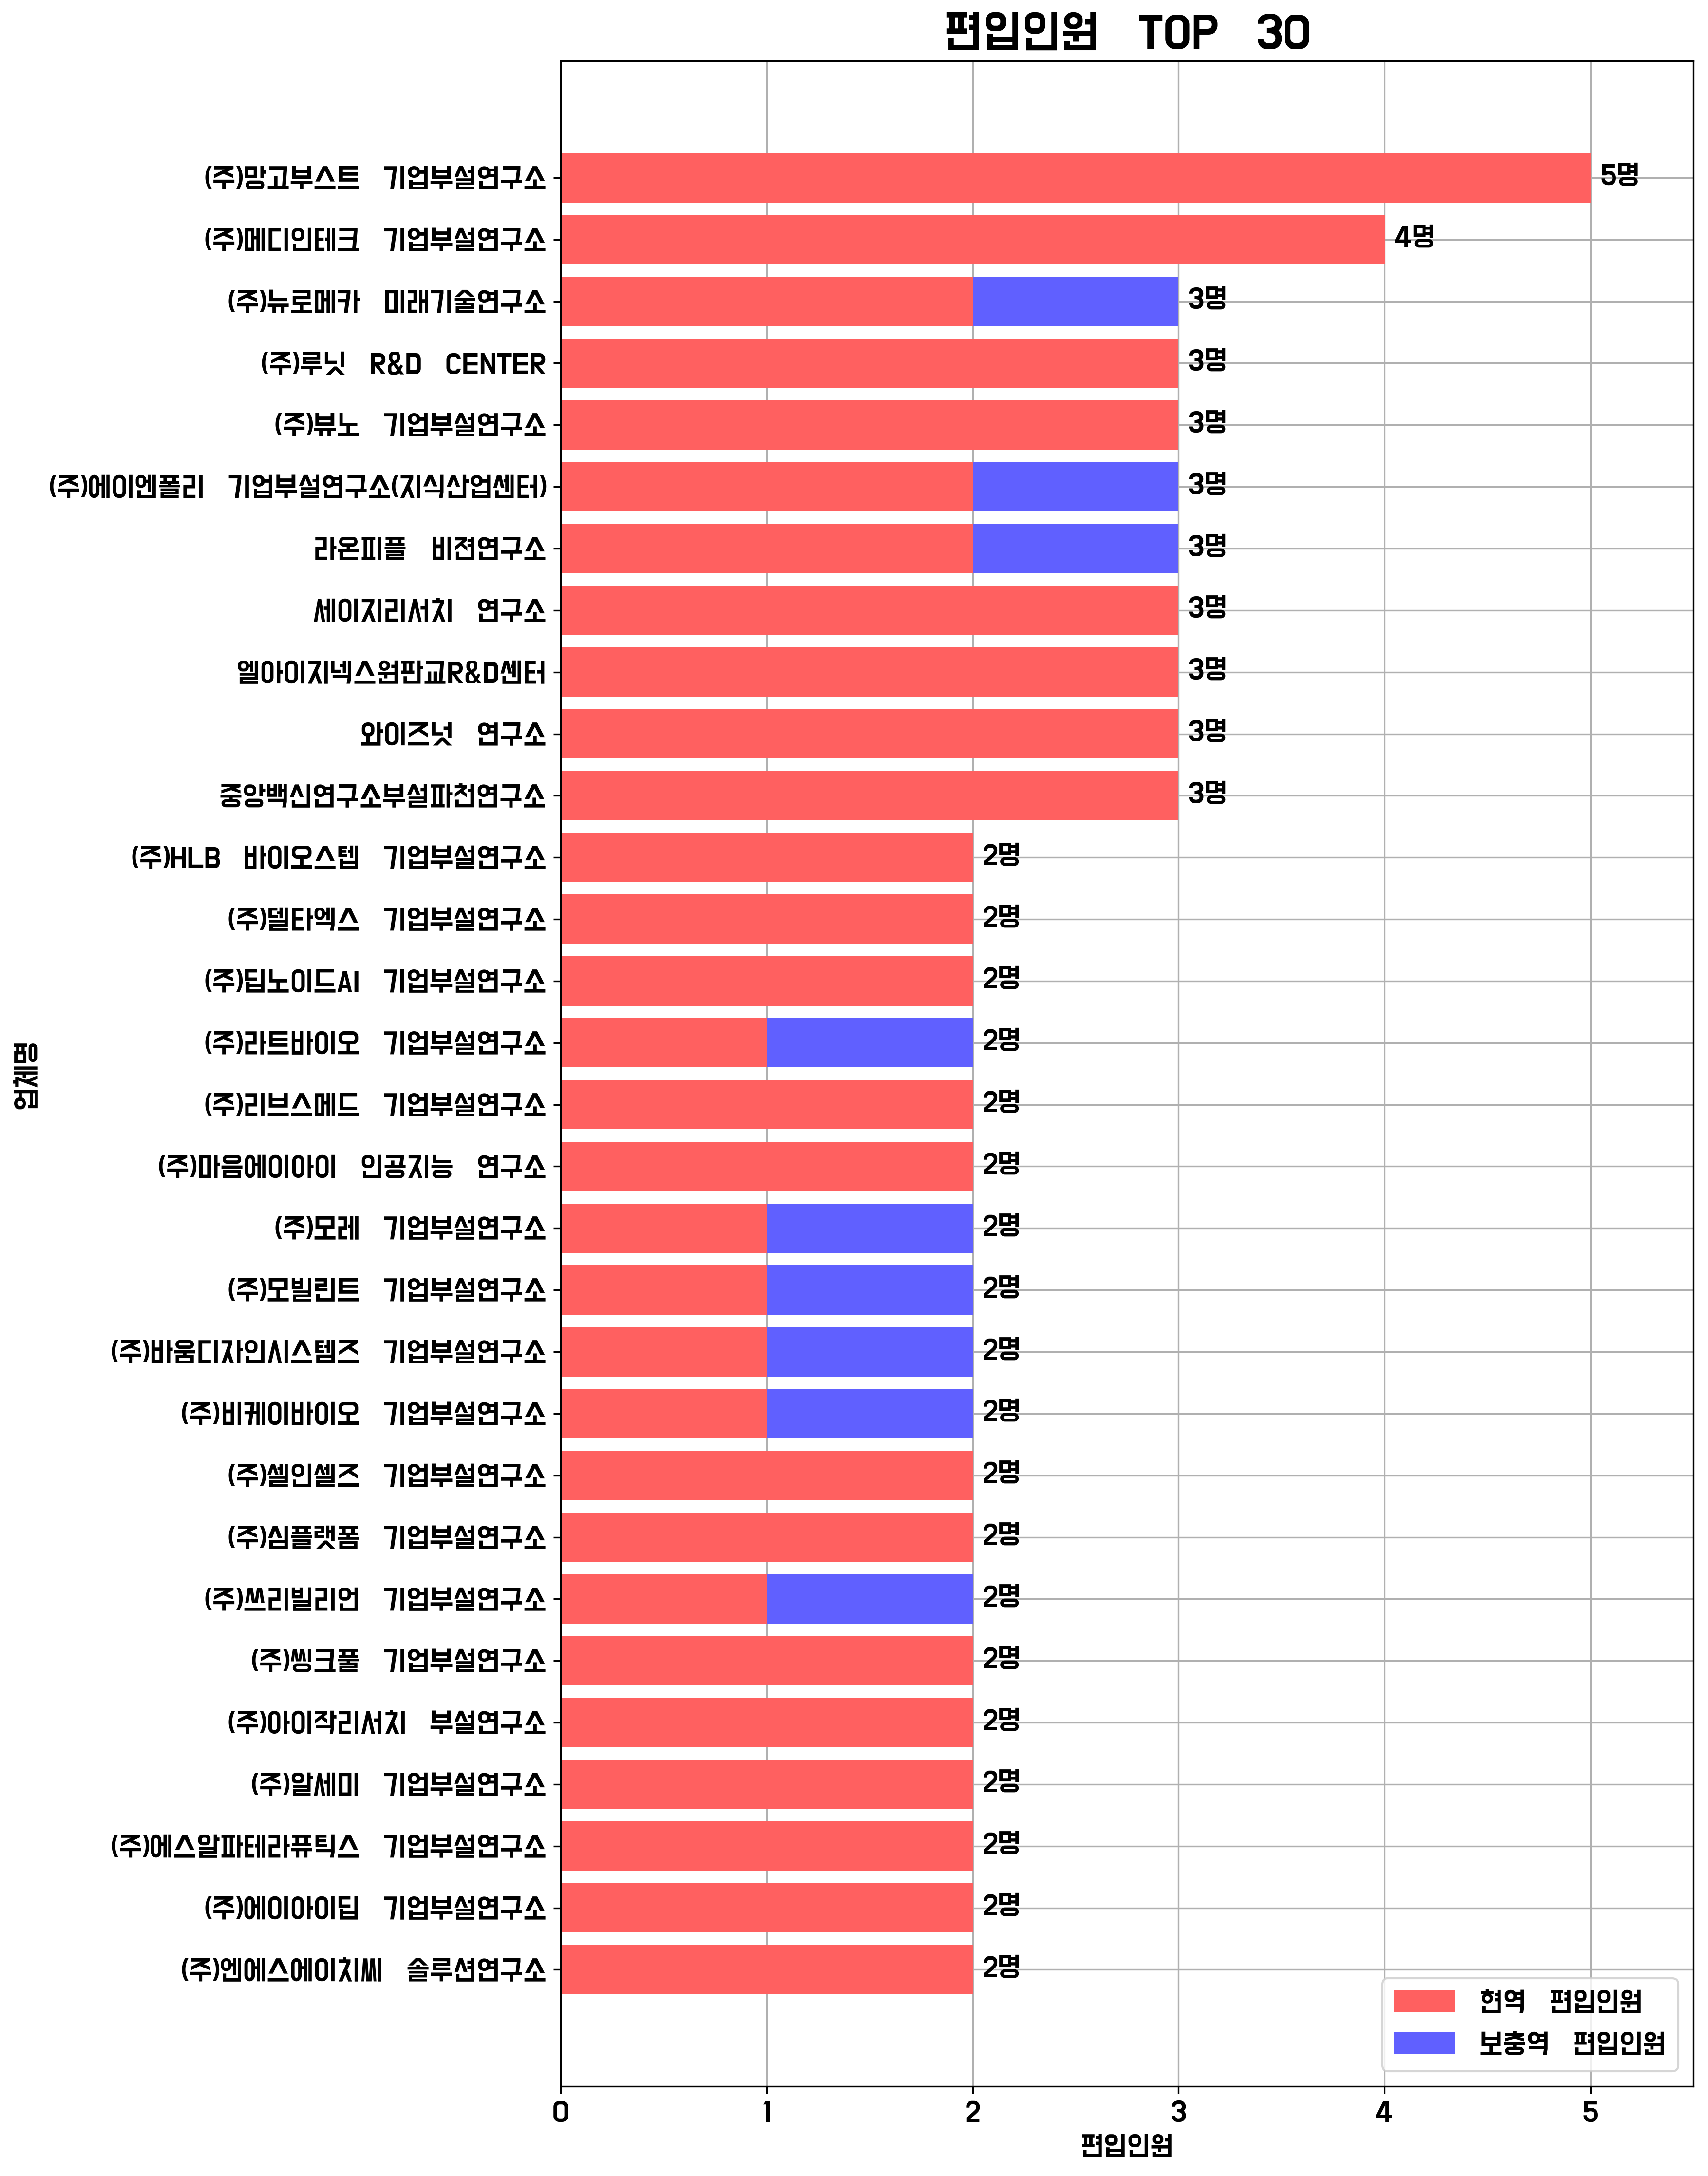 편입인원 TOP 30
(주)망고부스트 기업부설연구소 5명
(주)메디인테크 기업부설연구소 4명
(주)뉴로메카 미래기술연구소 3명
(주)루닛 R&D CENTER 3명
(주)뷰노 기업부설연구소 3명
(주)에이엔폴리 기업부설연구소(지식산업센터) 3명
라온피플 비젼연구소 3명
세이지리서치 연구소 3명
엘아이지넥스원판교R&D센터 3명
와이즈넛 연구소 3명
중앙백신연구소부설파천연구소 3명
(주)HLB 바이오스텝 기업부설연구소 2명
(주)델타엑스 기업부설연구소 2명
(주)딥노이드AI 기업부설연구소 2명
(주)라트바이오 기업부설연구소 2명
(주)리브스메드 기업부설연구소 2명
(주)마음에이아이 인공지능 연구소 2명
(주)모레 기업부설연구소 2명
(주)모빌린트 기업부설연구소 2명
(주)바움디자인시스템즈 기업부설연구소 2명
(주)비케이바이오 기업부설연구소 2명
(주)셀인셀즈 기업부설연구소 2명
(주)심플랫폼 기업부설연구소 2명
(주)쓰리빌리언 기업부설연구소 2명
(주)씽크풀 기업부설연구소 2명
(주)아이작리서치 부설연구소 2명
(주)알세미 기업부설연구소 2명
(주)에스알파테라퓨틱스 기업부설연구소 2명
(주)에이아이딥 기업부설연구소 2명
(주)엔에스에이치씨 솔루션연구소 2명
업체명
현역 편입인원
보충역 편입인원
0 1 2 3 4 5
편입인원